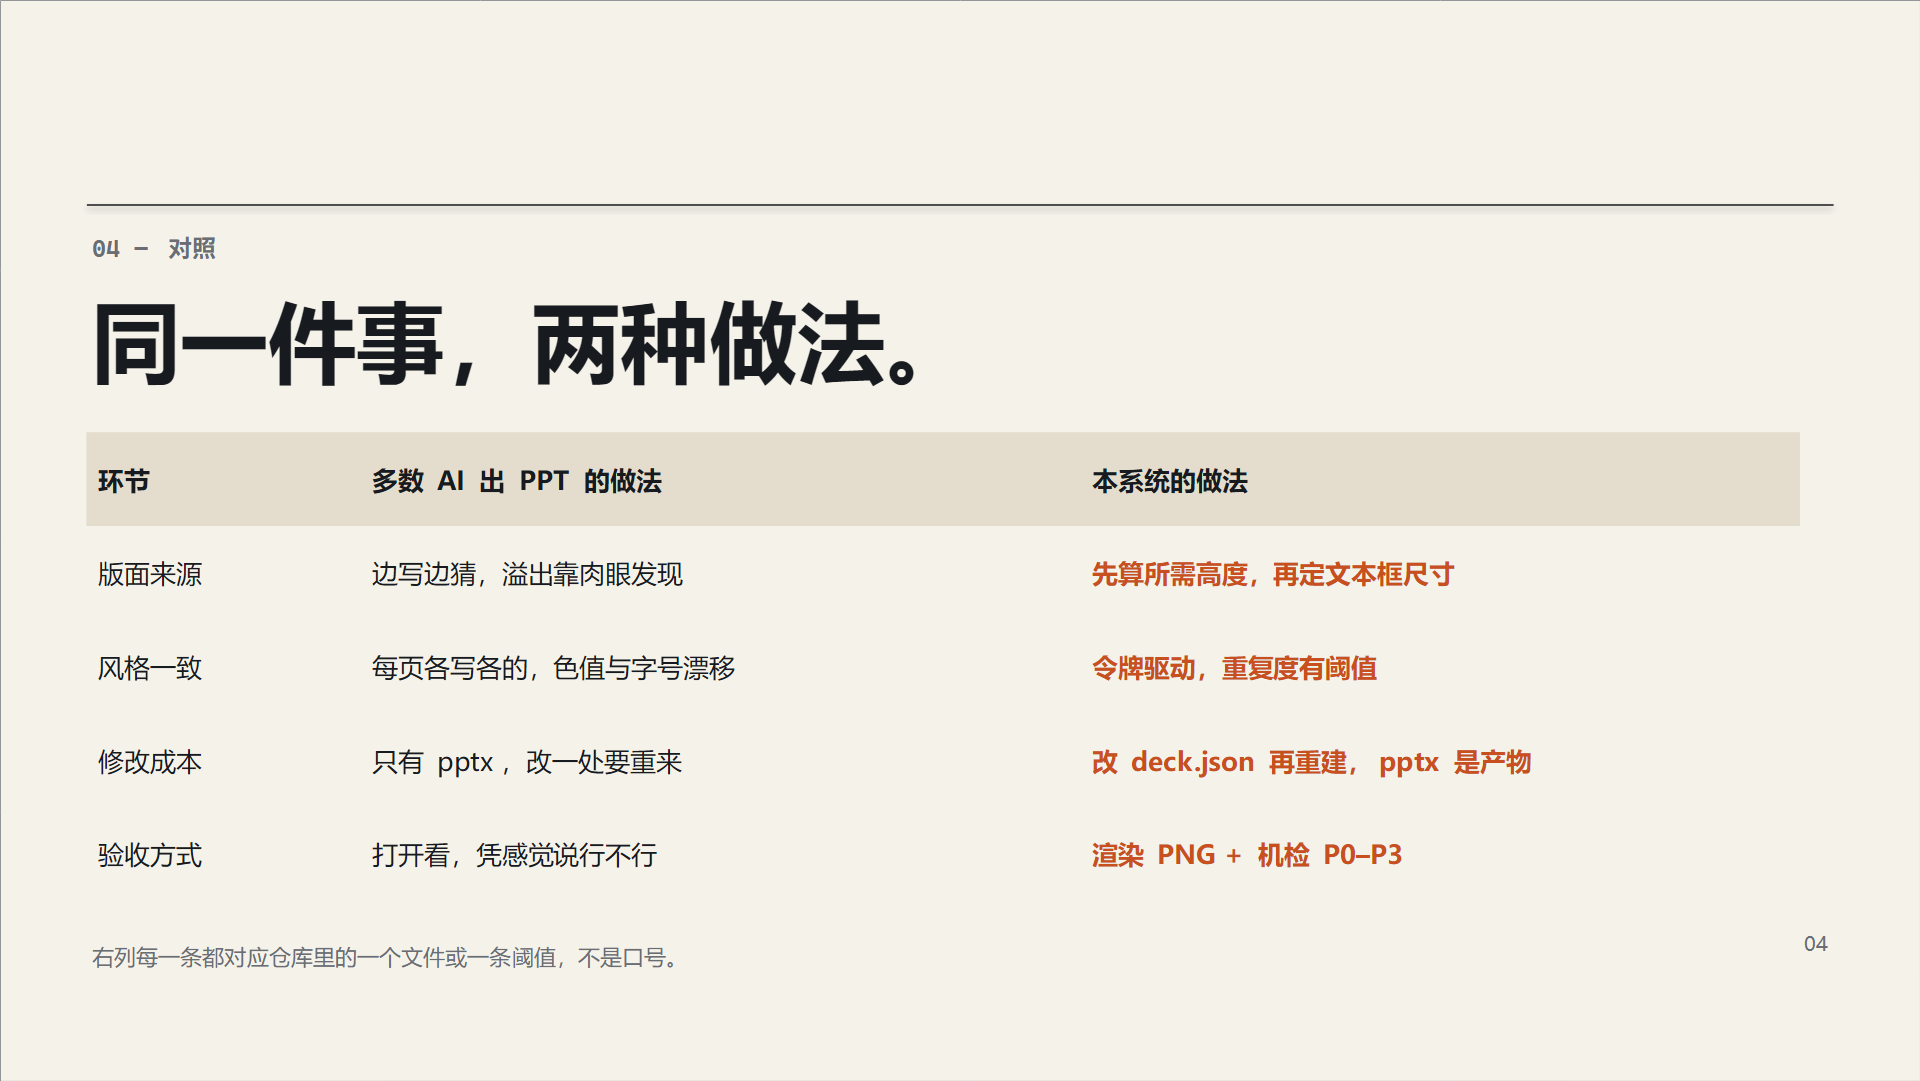 04 — 对照
同一件事，两种做法。
环节 多数 AI 出 PPT 的做法 本系统的做法
版面来源 边写边猜，溢出靠肉眼发现 先算所需高度，再定文本框尺寸
风格一致 每页各写各的，色值与字号漂移 令牌驱动，重复度有阈值
修改成本 只有 pptx ，改一处要重来 改 deck.json 再重建， pptx 是产物
验收方式 打开看，凭感觉说行不行 渲染 PNG + 机检 P0–P3
右列每一条都对应仓库里的一个文件或一条阈值，不是口号。
04